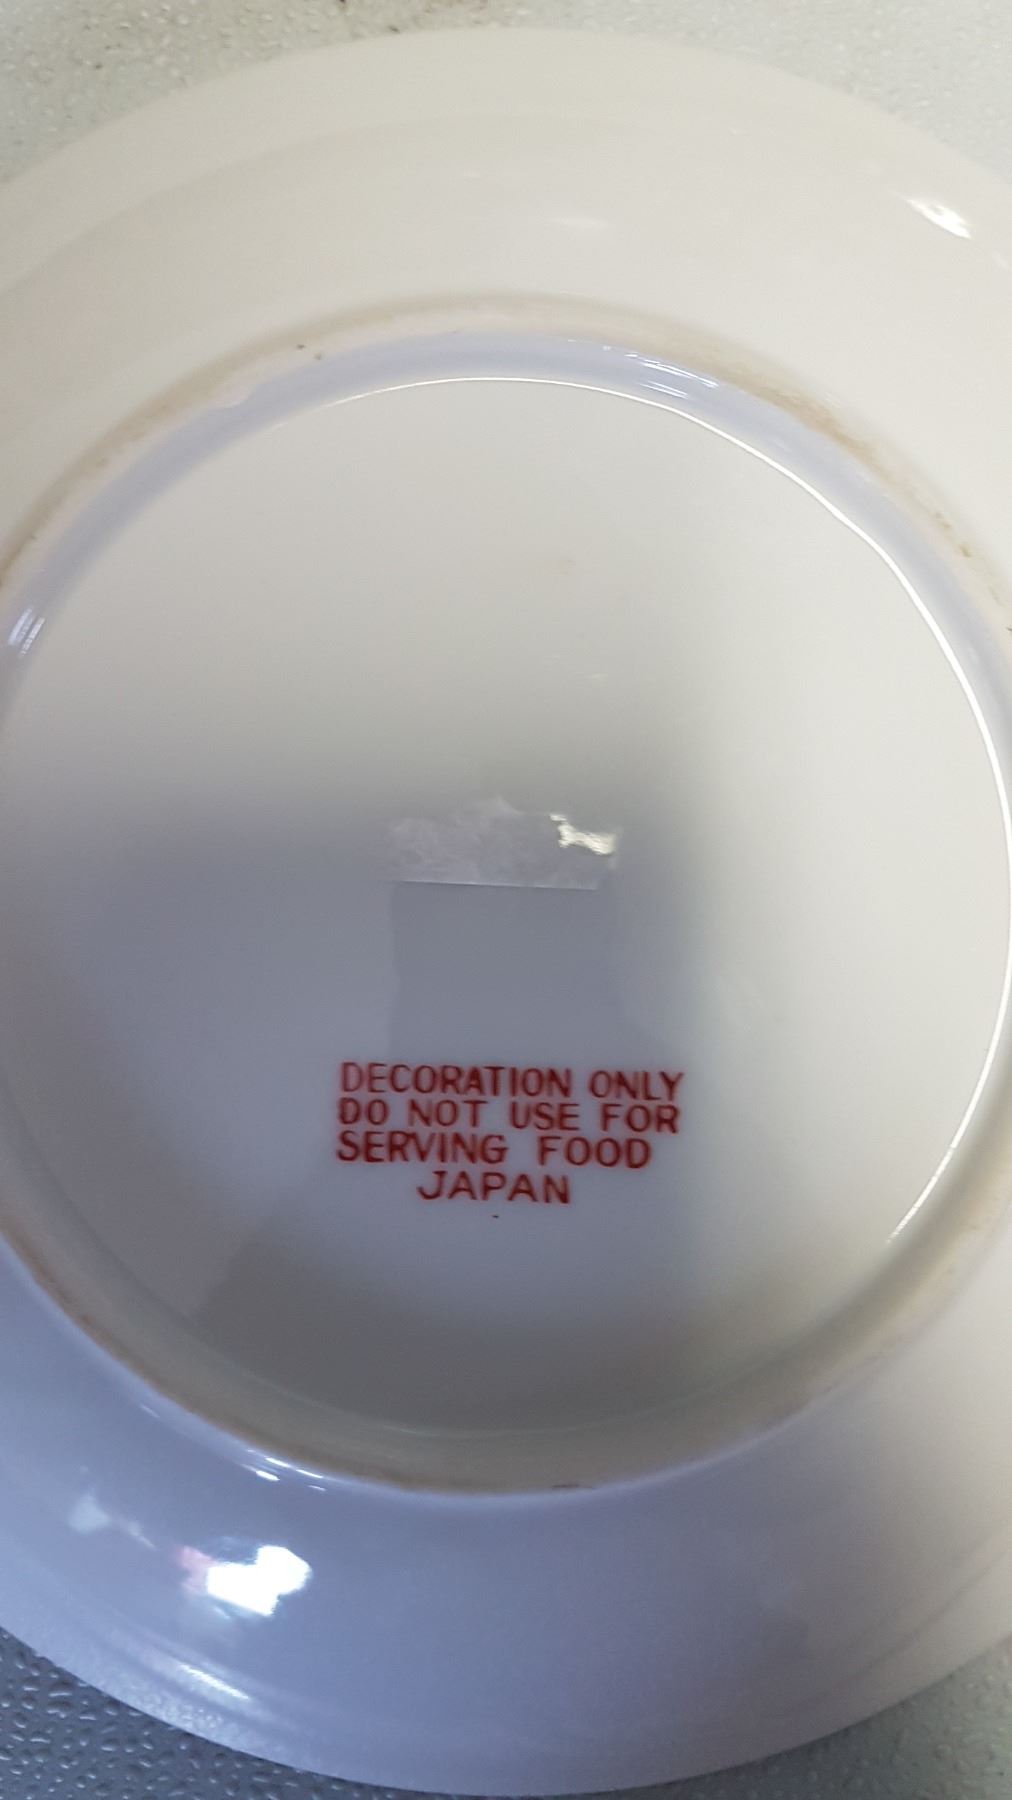 DECORATION ONLY
DO NOT USE FOR
SERVING FOOD
JAPAN